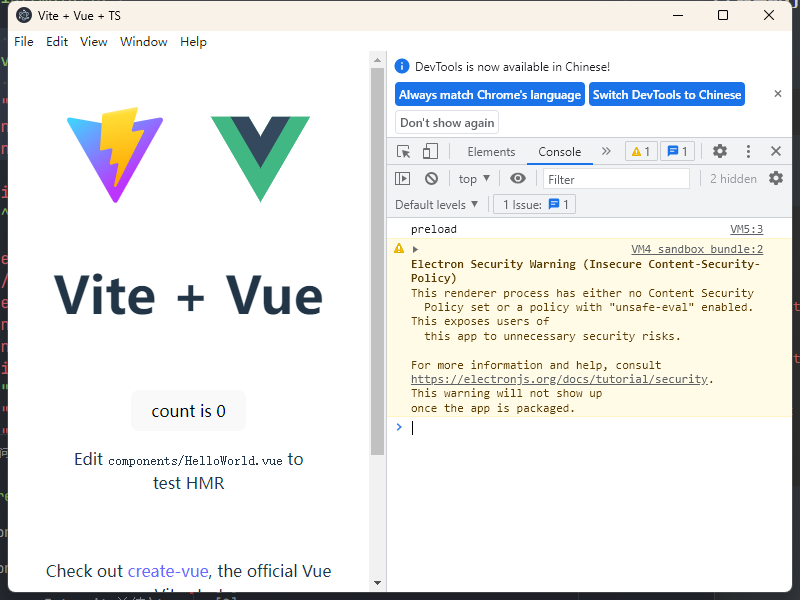 Vite + Vue + TS
File Edit View Window Help
Vite + Vue
count is 0
Edit components/HelloWorld.vue to
test HMR
Check out create-vue, the official Vue
DevTools is now available in Chinese!
Always match Chrome's language
Switch DevTools to Chinese
Don't show again
Elements Console 1 1
top Filter 2 hidden
Default levels 1 Issue: 1
preload VM5:3
VM4 sandbox bundle:2
Electron Security Warning (Insecure Content-Security-
Policy)
This renderer process has either no Content Security
Policy set or a policy with "unsafe-eval" enabled.
This exposes users of
this app to unnecessary security risks.
For more information and help, consult
https://electronjs.org/docs/tutorial/security.
This warning will not show up
once the app is packaged.